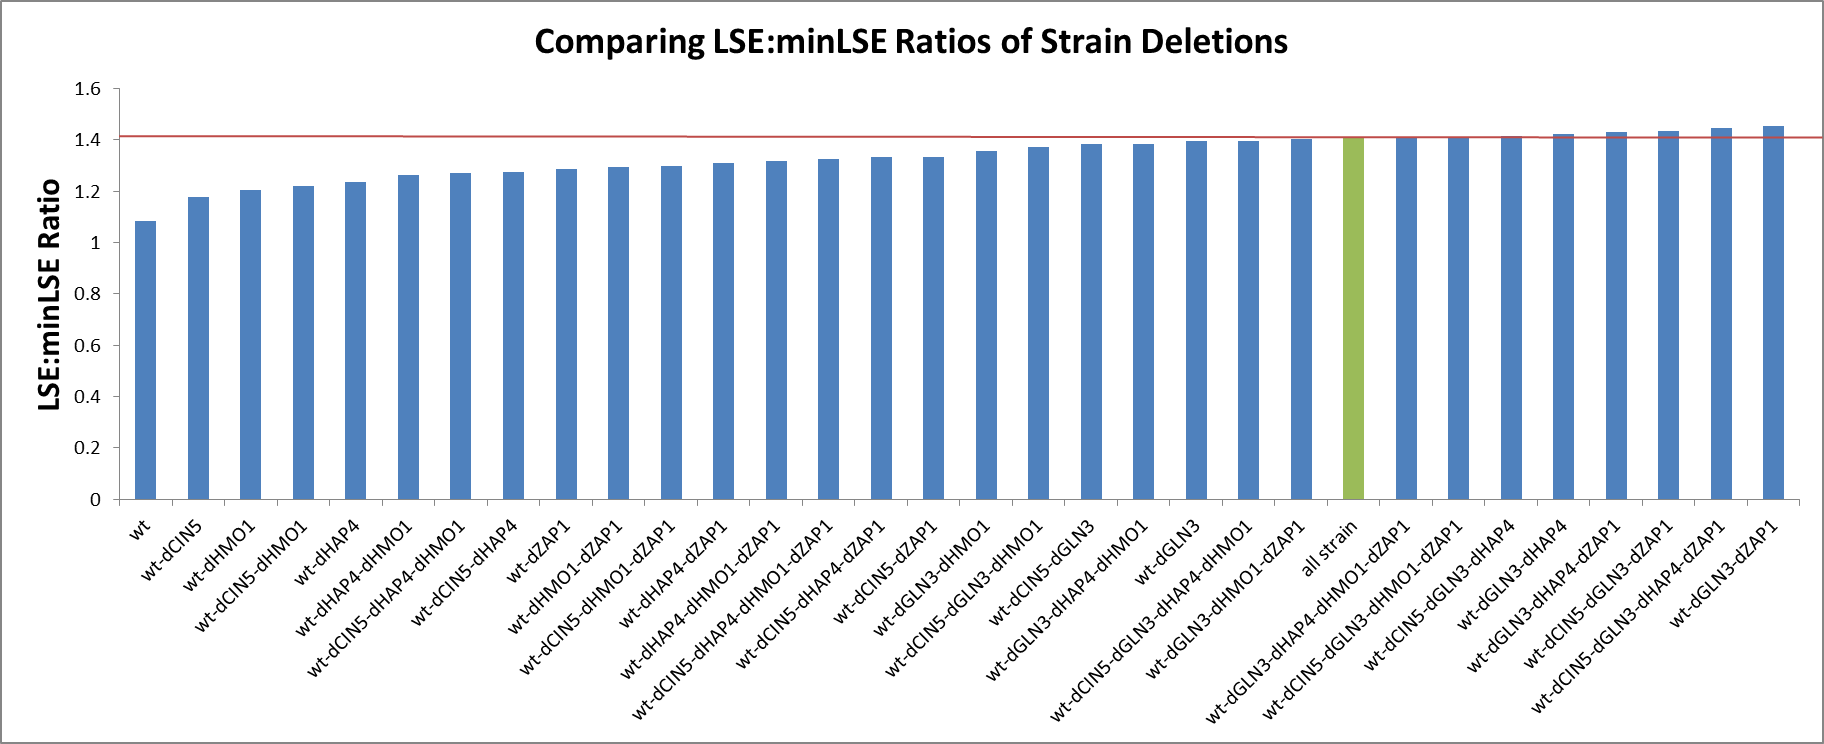 Comparing LSE:minLSE Ratios of Strain Deletions
LSE:minLSE Ratio
1.6
1.4
1.2
1
0.8
0.6
0.4
0.2
0
wt
wt-dCIN5
wt-dHMO1
wt-dCIN5-dHMO1
wt-dHAP4
wt-dHAP4-dHMO1
wt-dCIN5-dHAP4-dHMO1
wt-dCIN5-dHAP4
wt-dZAP1
wt-dHMO1-dZAP1
wt-dCIN5-dHMO1-dZAP1
wt-dHAP4-dZAP1
wt-dHAP4-dHMO1-dZAP1
wt-dCIN5-dHAP4-dHMO1-dZAP1
wt-dCIN5-dHAP4-dZAP1
wt-dCIN5-dZAP1
wt-dGLN3-dHMO1
wt-dCIN5-dGLN3-dHMO1
wt-dCIN5-dGLN3
wt-dGLN3-dHAP4-dHMO1
wt-dGLN3
wt-dCIN5-dGLN3-dHAP4-dHMO1
wt-dGLN3-dHMO1-dZAP1
all strain
wt-dGLN3-dHAP4-dHMO1-dZAP1
wt-dCIN5-dGLN3-dHMO1-dZAP1
wt-dCIN5-dGLN3-dHAP4
wt-dGLN3-dHAP4
wt-dGLN3-dHAP4-dZAP1
wt-dCIN5-dGLN3-dZAP1
wt-dCIN5-dGLN3-dHAP4-dZAP1
wt-dGLN3-dZAP1